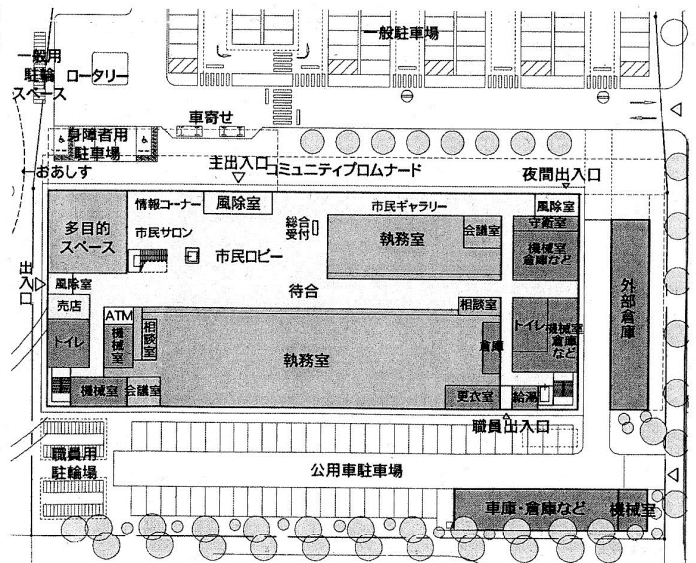 一般駐車場
一般用
駐輪
スペース
ロータリー
車寄せ
身障者用
駐車場
おあしす
主出入口
コミュニティプロムナード
夜間出入口
多目的
スペース
情報コーナー
風除室
市民サロン
市民ロビー
総合
受付
市民ギャラリー
執務室
会議室
風除室
守衛室
機械室
倉庫など
外部倉庫
出入口
風除室
売店
トイレ
待合
ATM
機械室
相談室
執務室
相談室
倉庫
トイレ
機械室
倉庫
など
機械室
会議室
更衣室
給湯
職員出入口
職員用
駐輪場
公用車駐車場
車庫・倉庫など
機械室